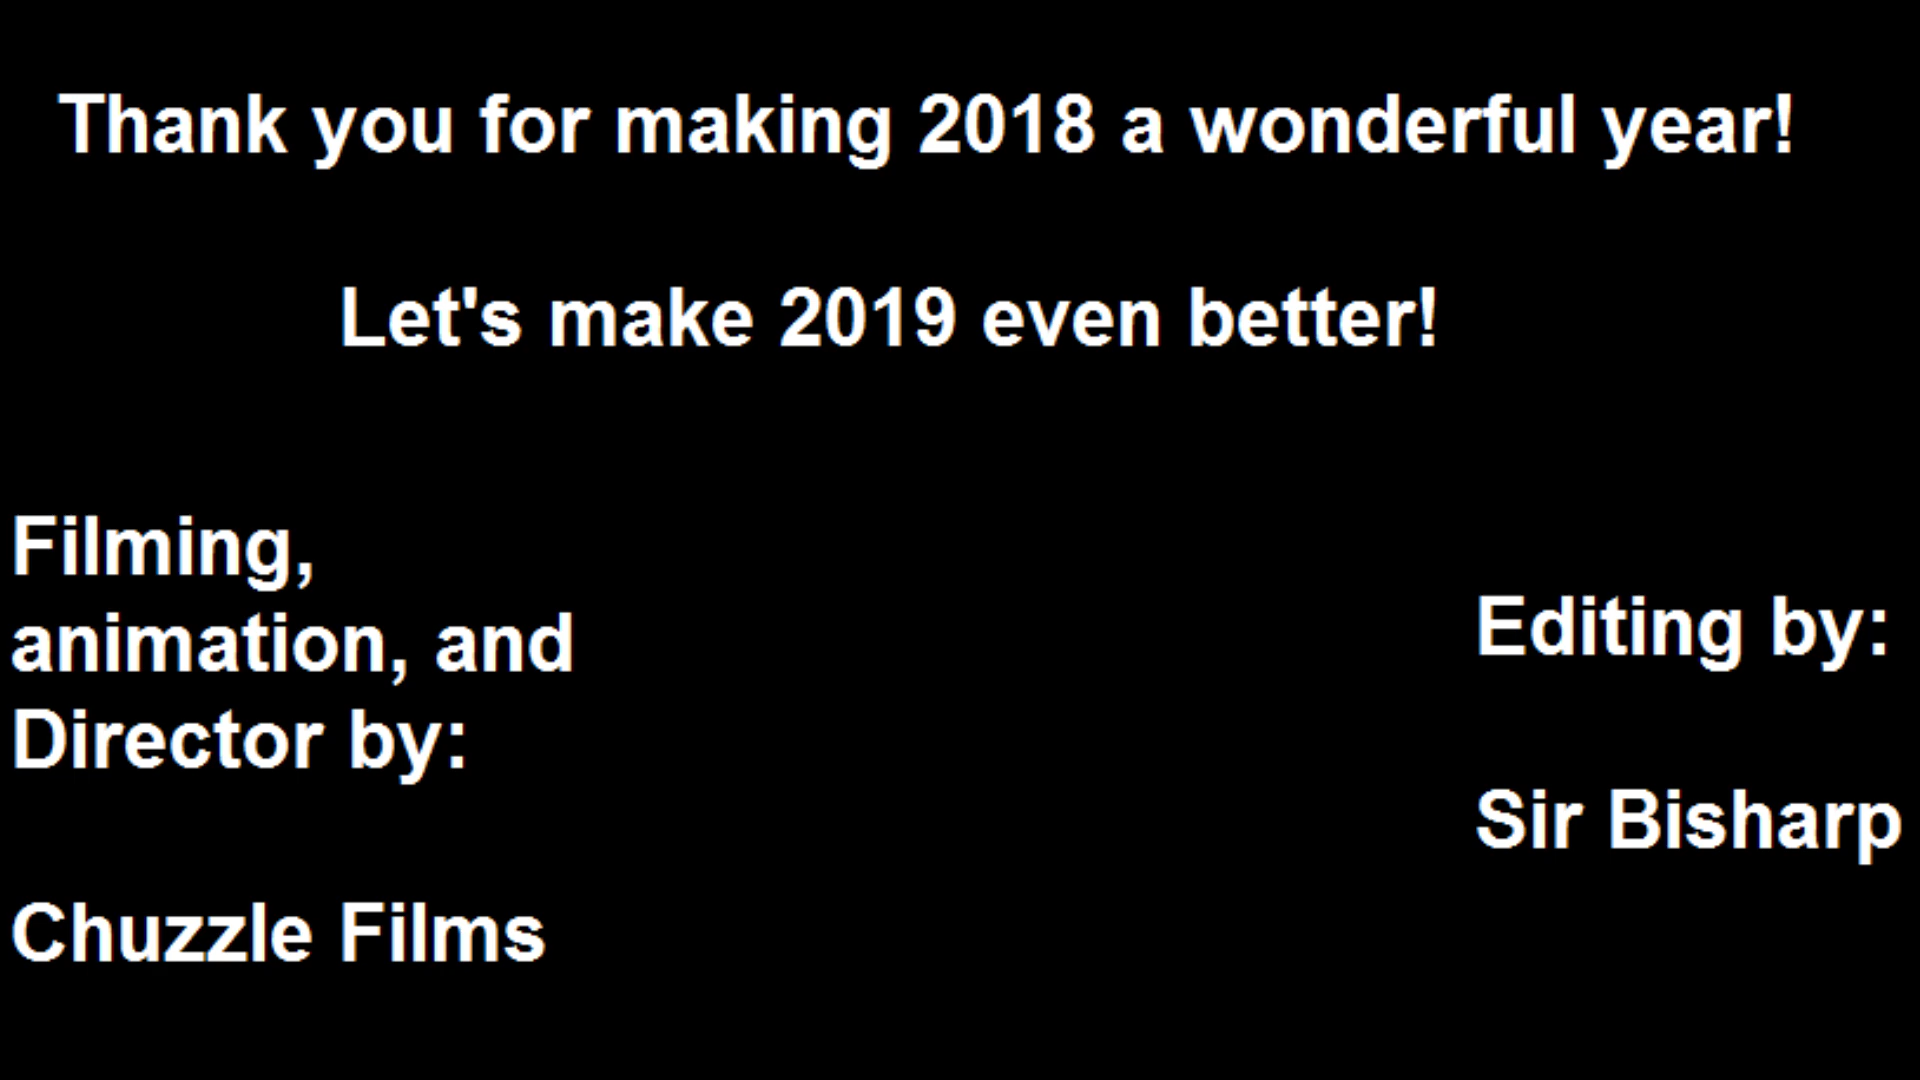 Thank you for making 2018 a wonderful year!
Let's make 2019 even better!
Filming,
animation, and
Director by:
Chuzzle Films
Editing by:
Sir Bisharp